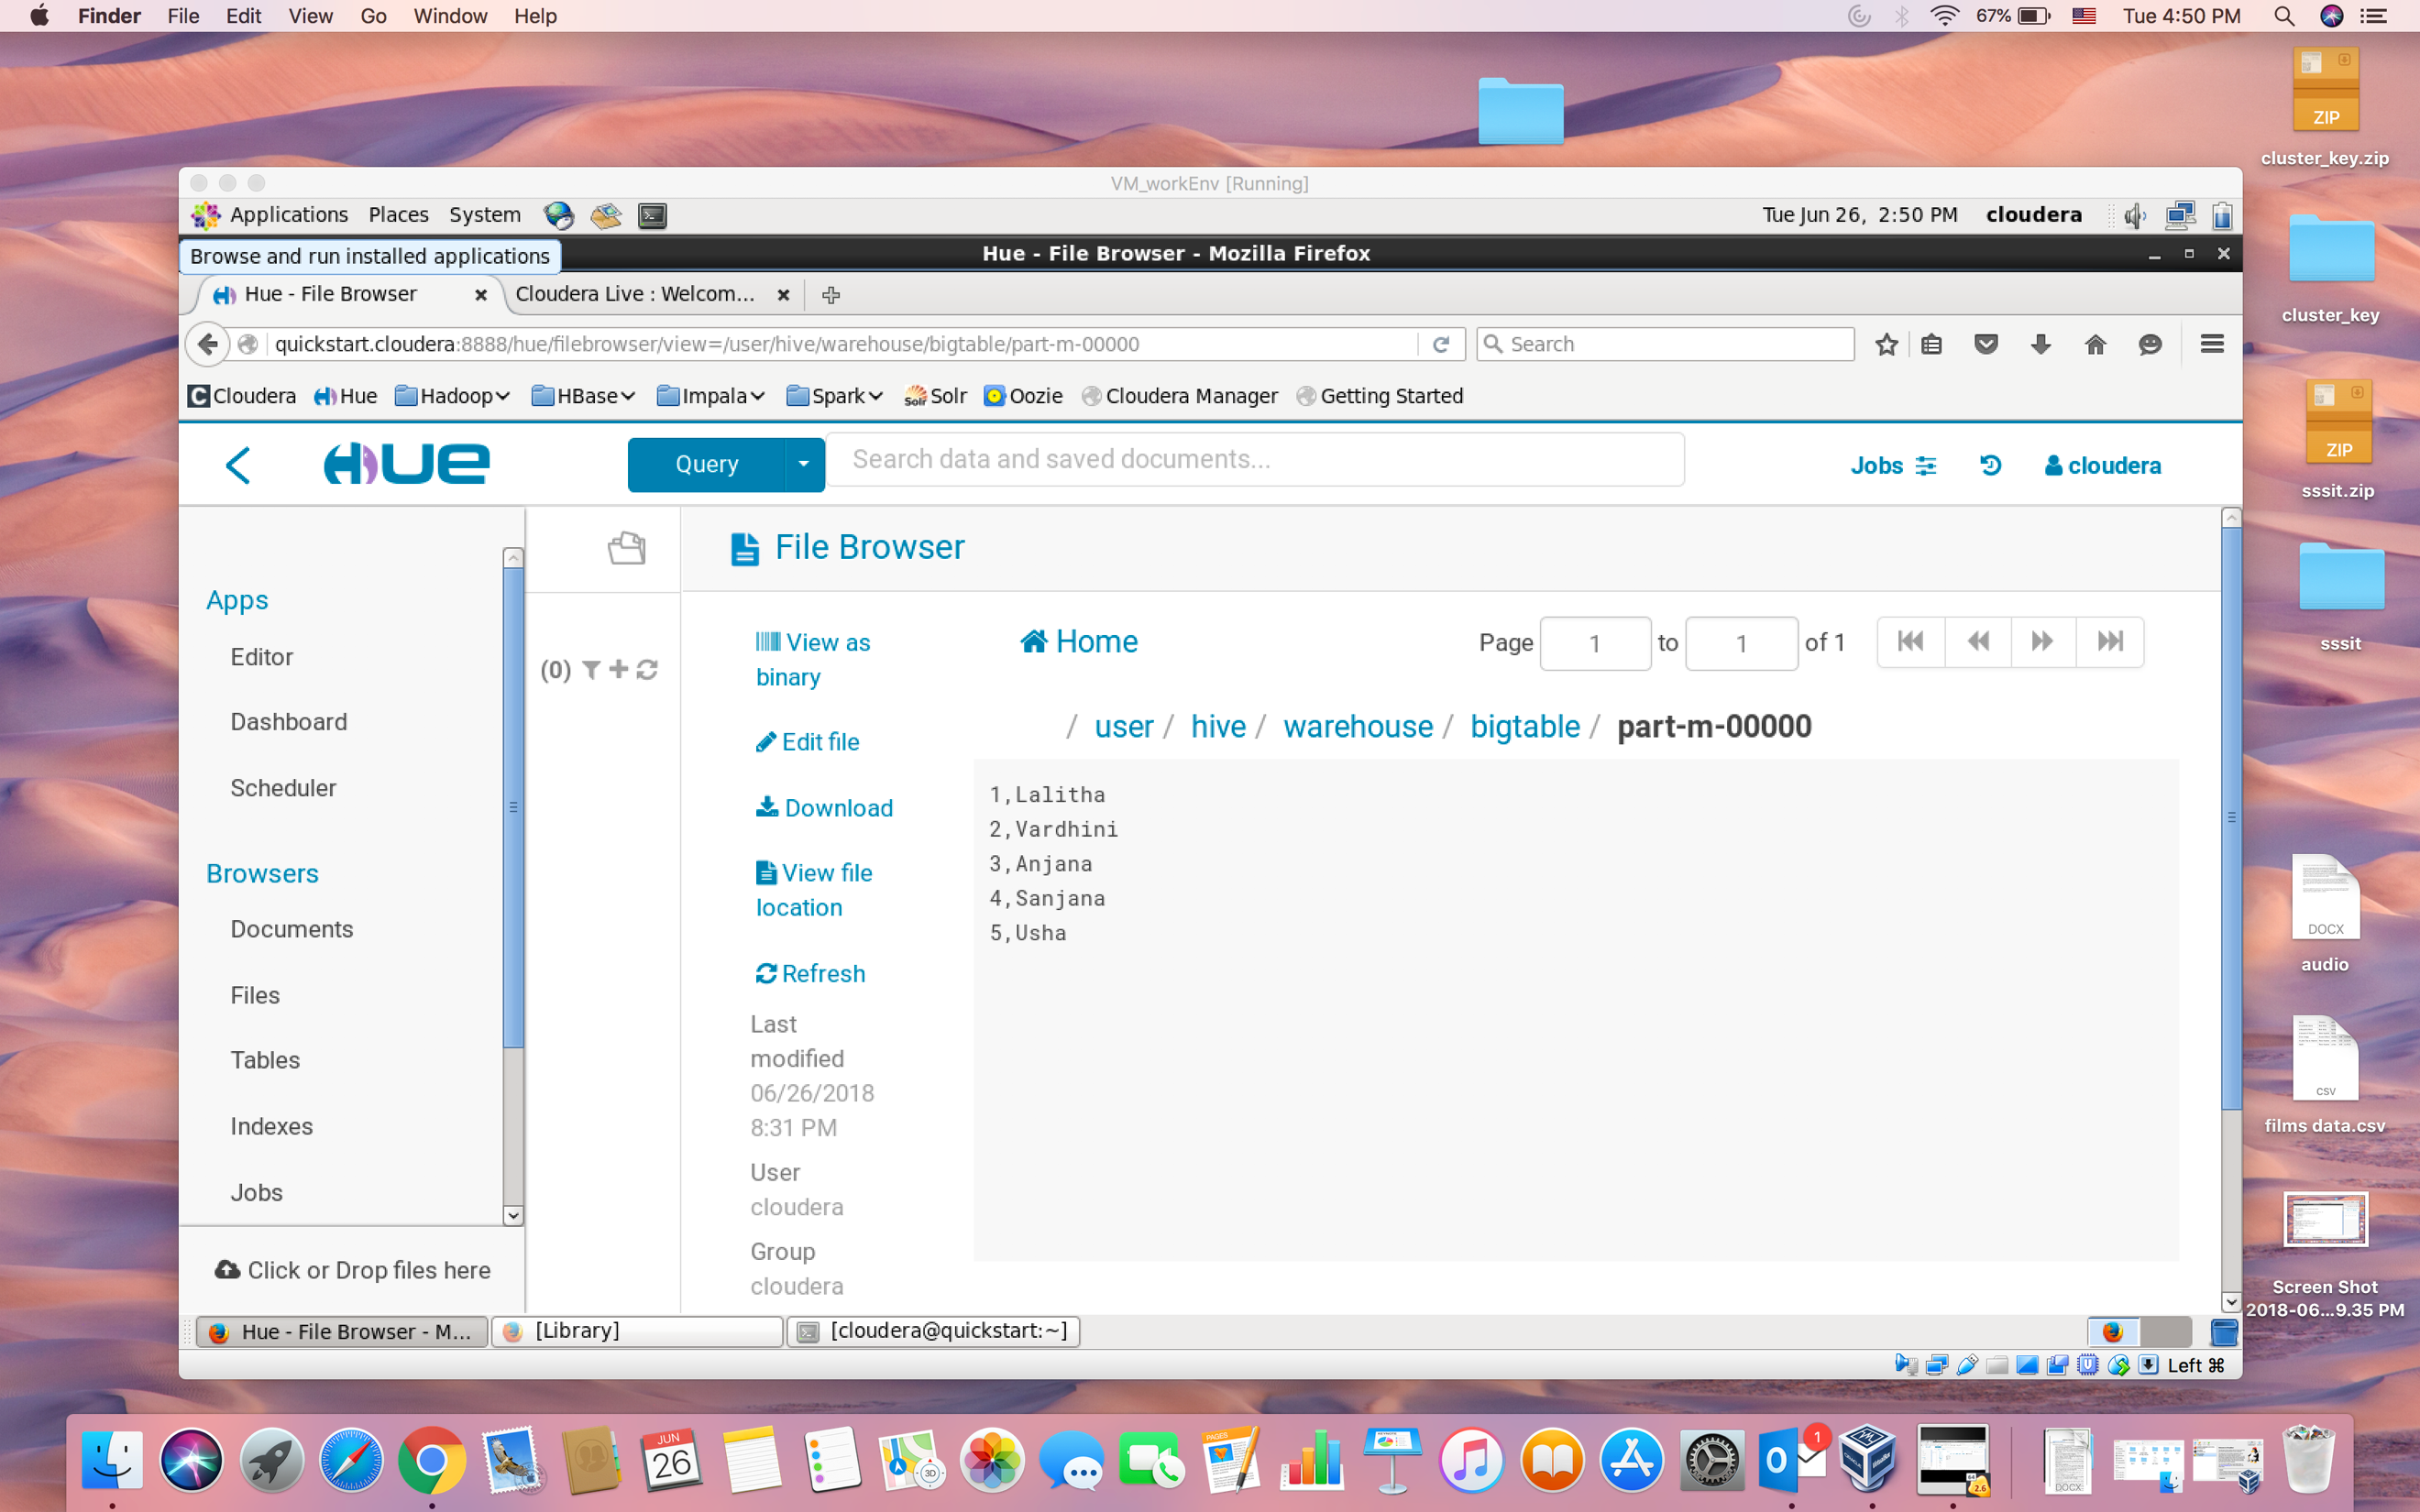 Finder File Edit View Go Window Help 67% Tue 4:50 PM
ZIP
cluster_key.zip
cluster_key
ZIP
sssit.zip
sssit
DOCX
audio
csv
films data.csv
Screen Shot
2018-06...9.35 PM
VM_workEnv [Running]
Applications Places System Tue Jun 26, 2:50 PM cloudera
Browse and run installed applications
Hue - File Browser - Mozilla Firefox
Hue - File Browser Cloudera Live : Welcom...
quickstart.cloudera:8888/hue/filebrowser/view=/user/hive/warehouse/bigtable/part-m-00000 Search
Cloudera Hue Hadoop HBase Impala Spark Solr Oozie Cloudera Manager Getting Started
HUE Query Search data and saved documents... Jobs cloudera
Apps
Editor
Dashboard
Scheduler
Browsers
Documents
Files
Tables
Indexes
Jobs
Click or Drop files here
(0)
File Browser
View as
binary
Edit file
Download
View file
location
Refresh
Last
modified
06/26/2018
8:31 PM
User
cloudera
Group
cloudera
Home Page 1 to 1 of 1
/ user / hive / warehouse / bigtable / part-m-00000
1,Lalitha
2,Vardhini
3,Anjana
4,Sanjana
5,Usha
Hue - File Browser - M... [Library] [cloudera@quickstart:~]
Left ⌘
JUN
26
3D
PAGES
1
DOCX